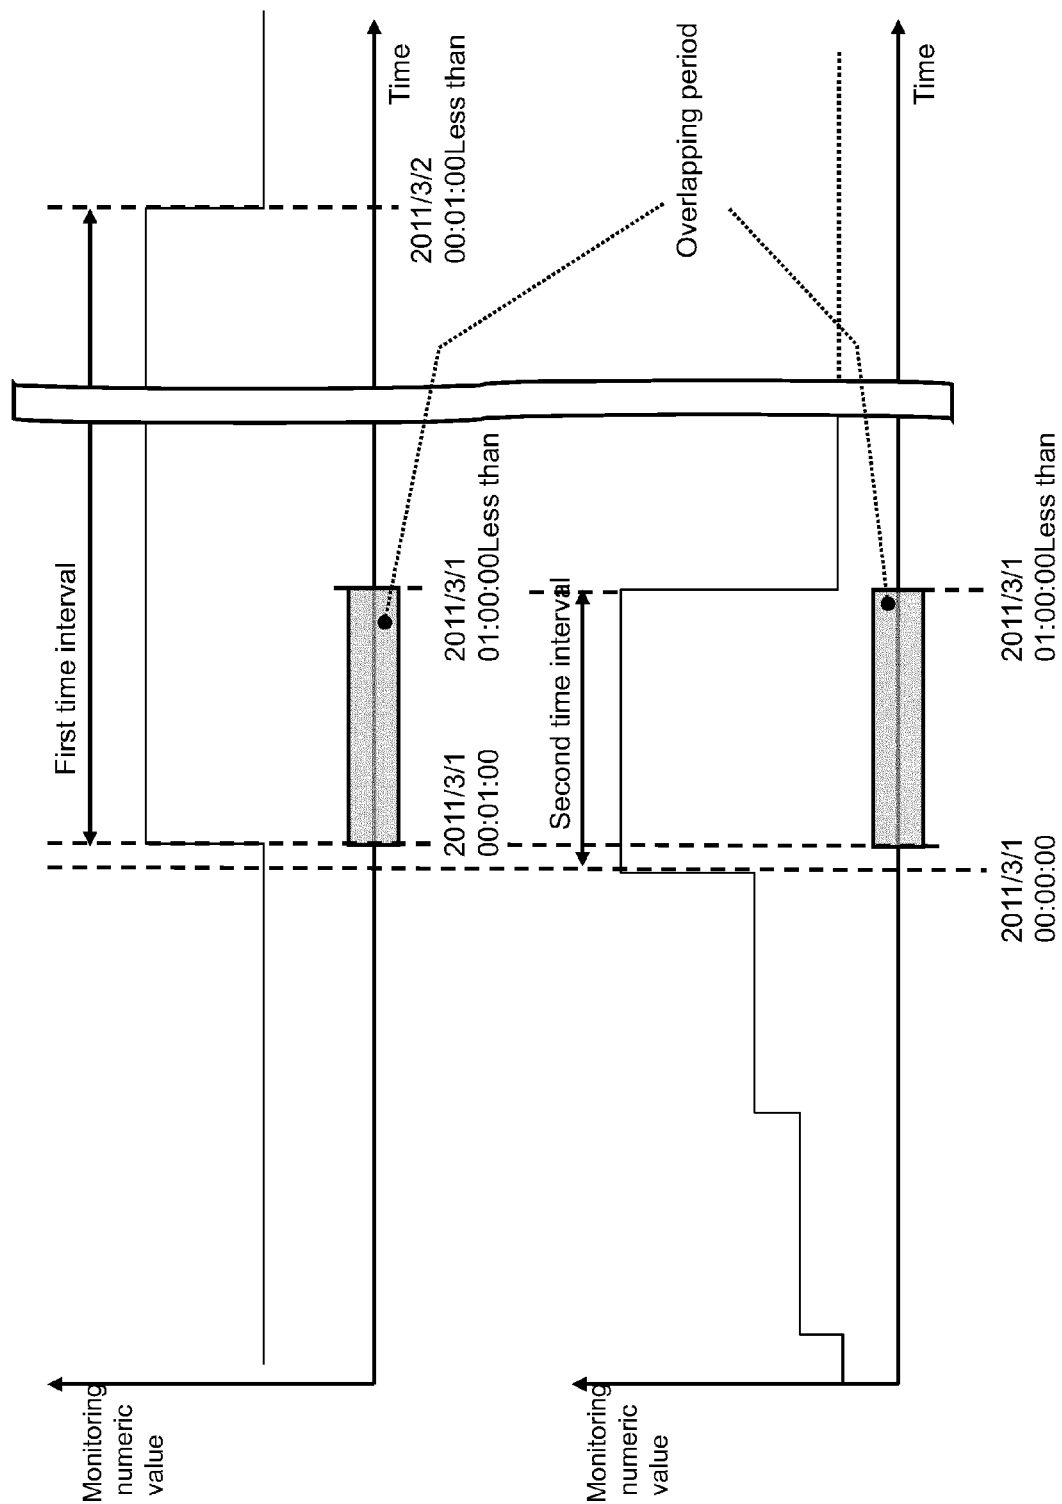 Monitoring
numeric
value
First time interval
2011/3/1
00:01:00
2011/3/1
01:00:00Less than
2011/3/2
00:01:00Less than
Time
Monitoring
numeric
value
Second time interval
Overlapping period
2011/3/1
00:00:00
2011/3/1
01:00:00Less than
Time